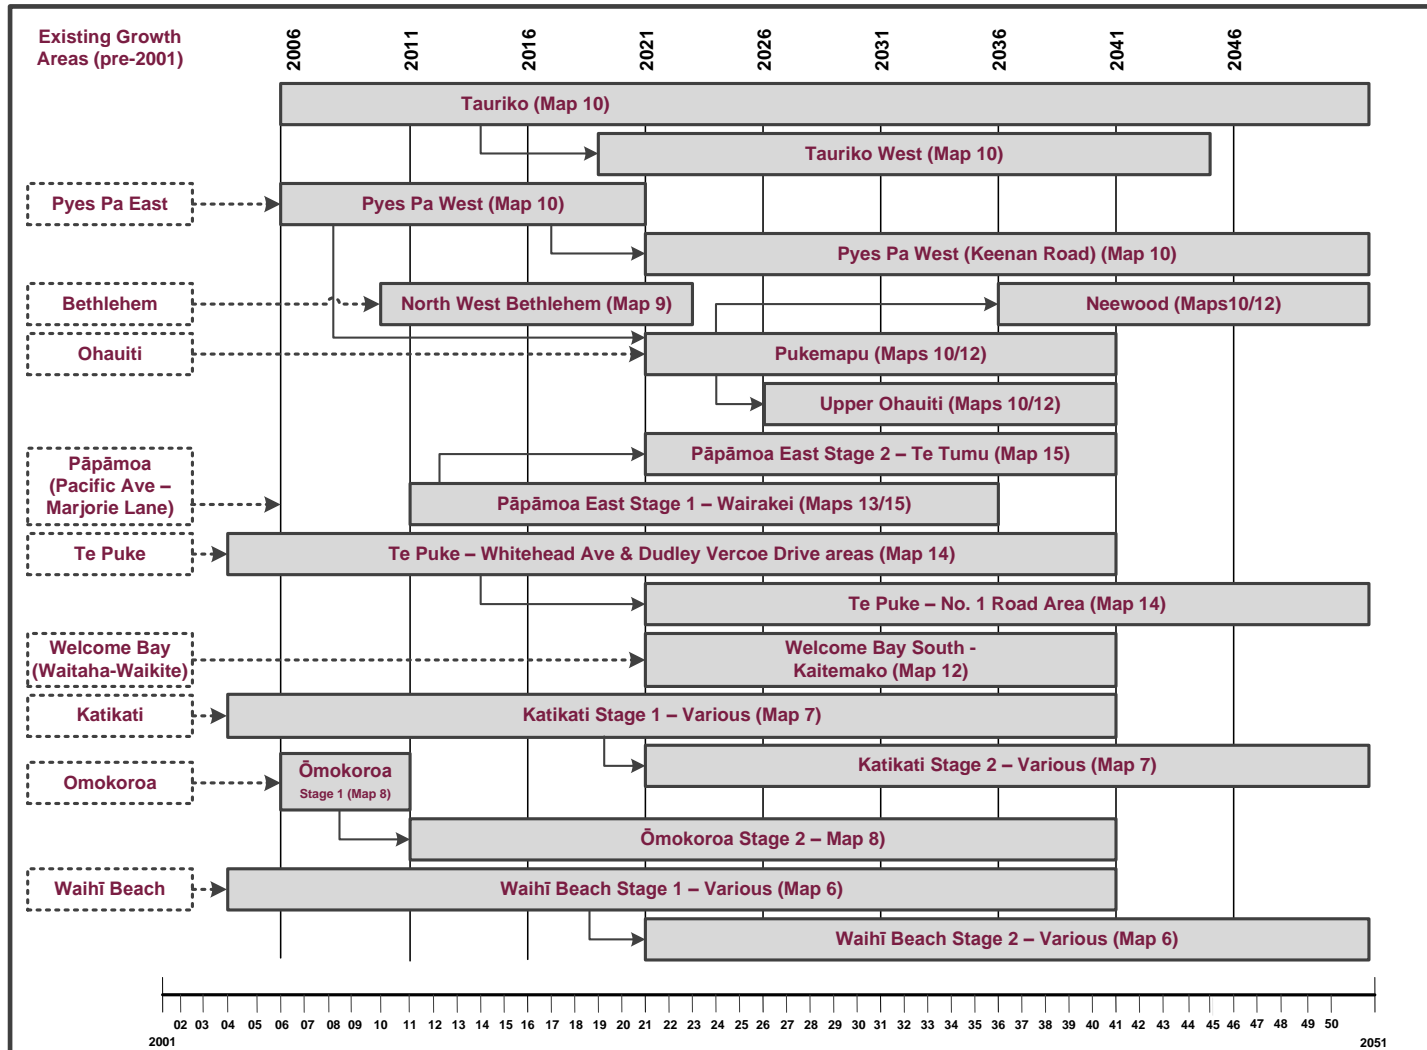 Existing Growth
Areas (pre-2001)
2006
2011
2016
2021
2026
2031
2036
2041
2046
Tauriko (Map 10)
Tauriko West (Map 10)
Pyes Pa East
Pyes Pa West (Map 10)
Pyes Pa West (Keenan Road) (Map 10)
Bethlehem
North West Bethlehem (Map 9)
Neewood (Maps10/12)
Ohauiti
Pukemapu (Maps 10/12)
Upper Ohauiti (Maps 10/12)
Pāpāmoa East Stage 2 – Te Tumu (Map 15)
Pāpāmoa
(Pacific Ave –
Marjorie Lane)
Pāpāmoa East Stage 1 – Wairakei (Maps 13/15)
Te Puke
Te Puke – Whitehead Ave & Dudley Vercoe Drive areas (Map 14)
Te Puke – No. 1 Road Area (Map 14)
Welcome Bay
(Waitaha-Waikite)
Welcome Bay South -
Kaitemako (Map 12)
Katikati
Katikati Stage 1 – Various (Map 7)
Katikati Stage 2 – Various (Map 7)
Omokoroa
Ōmokoroa
Stage 1 (Map 8)
Ōmokoroa Stage 2 – Map 8)
Waihī Beach
Waihī Beach Stage 1 – Various (Map 6)
Waihī Beach Stage 2 – Various (Map 6)
02 03 04 05 06 07 08 09 10 11 12 13 14 15 16 17 18 19 20 21 22 23 24 25 26 27 28 29 30 31 32 33 34 35 36 37 38 39 40 41 42 43 44 45 46 47 48 49 50
2001 2051